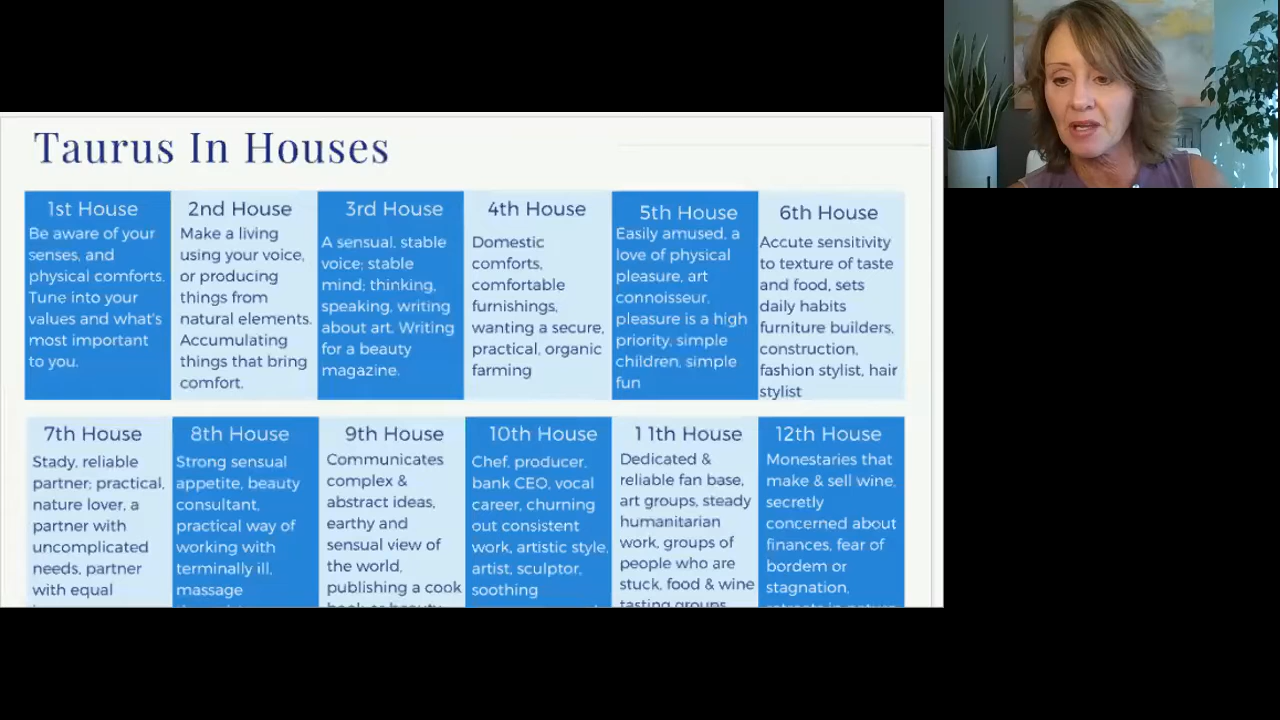 Taurus In Houses
1st House
Be aware of your
senses, and
physical comforts.
Tune into your
values and what's
most important
to you.
2nd House
Make a living
using your voice,
or producing
things from
natural elements.
Accumulating
things that bring
comfort.
3rd House
A sensual, stable
voice; stable
mind; thinking,
speaking, writing
about art. Writing
for a beauty
magazine.
4th House
Domestic
comforts,
comfortable
furnishings,
wanting a secure,
practical, organic
farming
5th House
Easily amused, a
love of physical
pleasure, art
connoisseur,
pleasure is a high
priority, simple
children, simple
fun
6th House
Accute sensitivity
to texture of taste
and food, sets
daily habits
furniture builders,
construction,
fashion stylist, hair
stylist
7th House
Stady, reliable
partner; practical,
nature lover, a
partner with
uncomplicated
needs, partner
with equal
8th House
Strong sensual
appetite, beauty
consultant,
practical way of
working with
terminally ill,
massage
9th House
Communicates
complex &
abstract ideas,
earthy and
sensual view of
the world,
publishing a cook
10th House
Chef, producer,
bank CEO, vocal
career, churning
out consistent
work, artistic style,
artist, sculptor,
soothing
11th House
Dedicated &
reliable fan base,
art groups, steady
humanitarian
work, groups of
people who are
stuck, food & wine
tasting groups
12th House
Monestaries that
make & sell wine,
secretly
concerned about
finances, fear of
bordem or
stagnation,